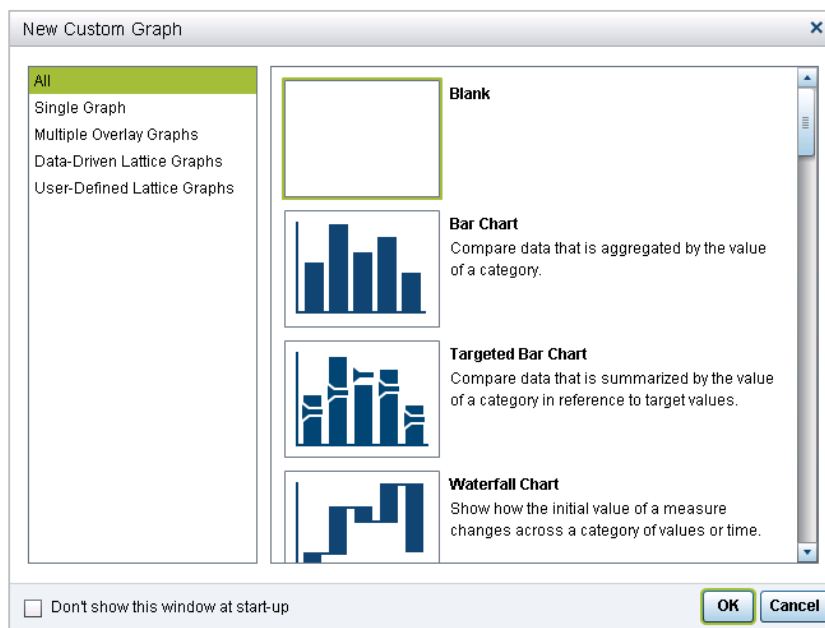 New Custom Graph
All
Single Graph
Multiple Overlay Graphs
Data-Driven Lattice Graphs
User-Defined Lattice Graphs
Blank
Bar Chart
Compare data that is aggregated by the value
of a category.
Targeted Bar Chart
Compare data that is summarized by the value
of a category in reference to target values.
Waterfall Chart
Show how the initial value of a measure
changes across a category of values or time.
Don't show this window at start-up
OK
Cancel